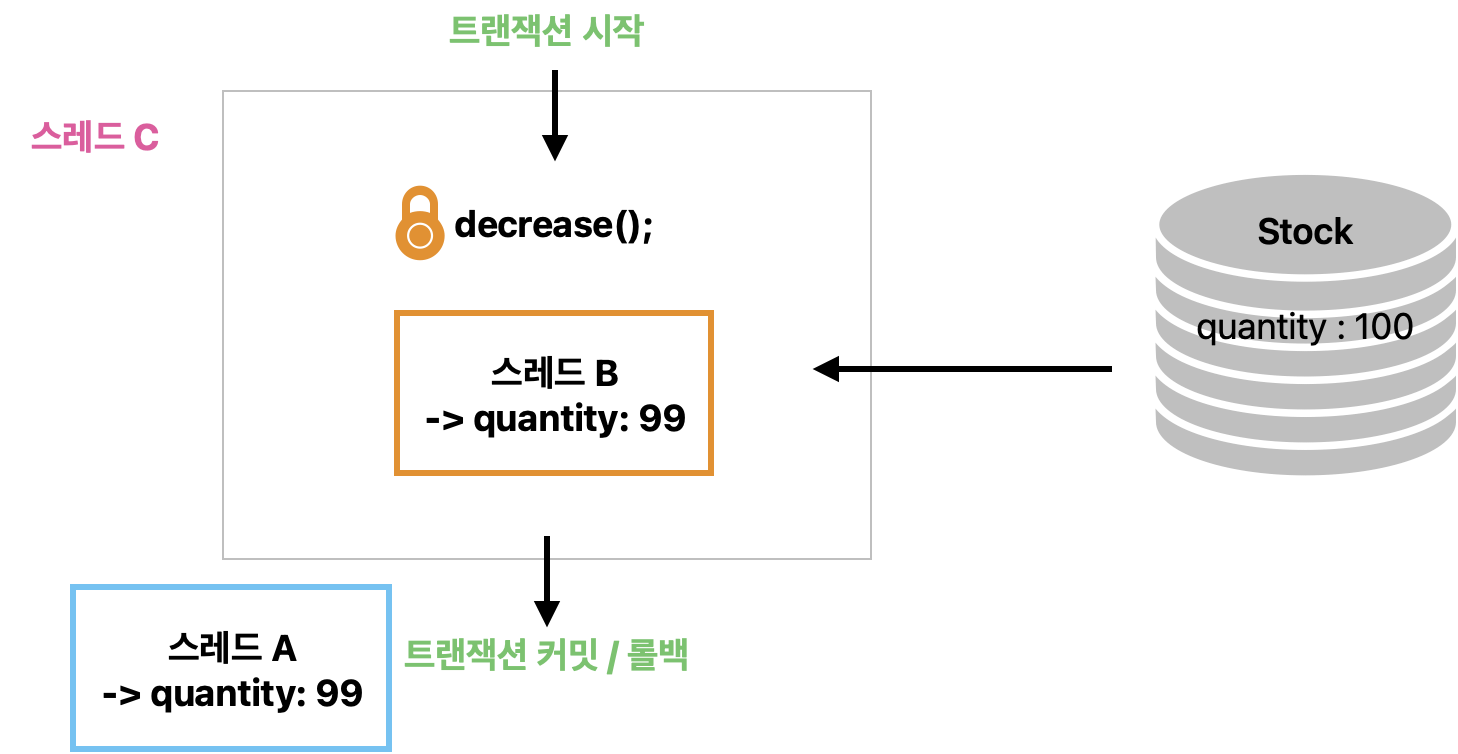 트랜잭션 시작
스레드 C
decrease();
Stock
quantity : 100
스레드 B
-> quantity: 99
스레드 A
-> quantity: 99
트랜잭션 커밋 / 롤백